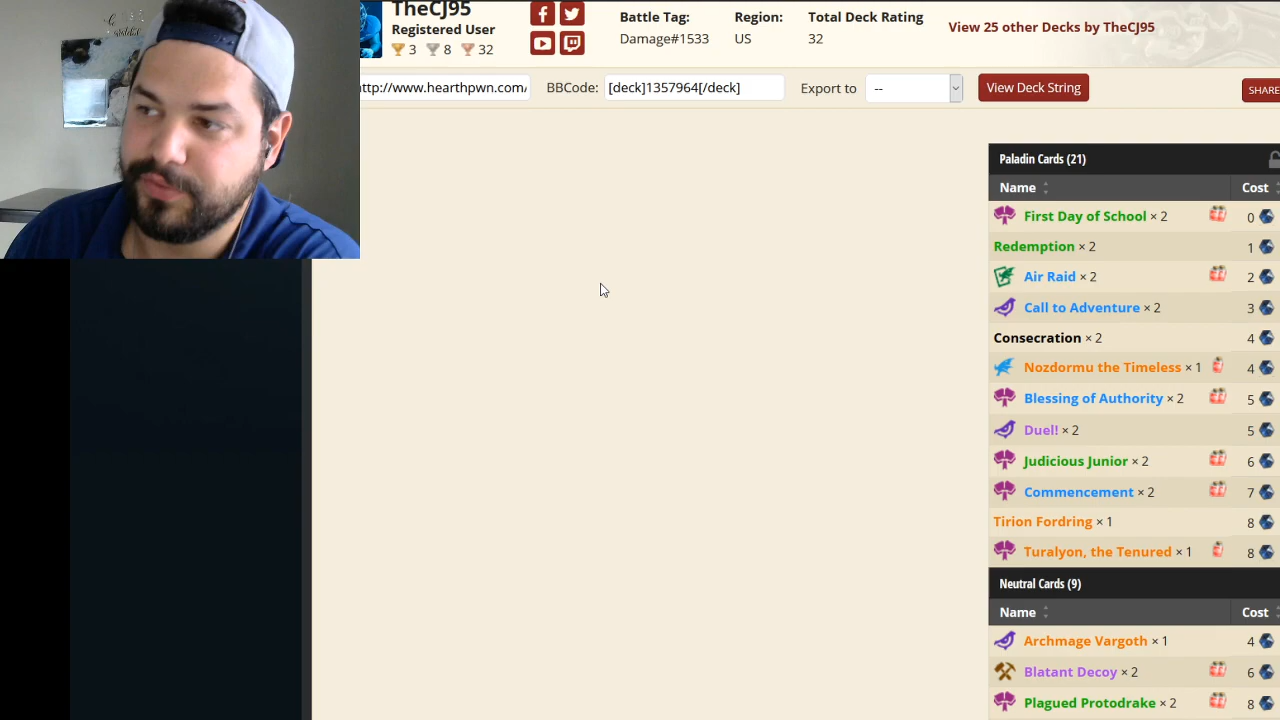 TheCJ95
Registered User
3 8 32
Battle Tag:
Damage#1533
Region:
US
Total Deck Rating
32
View 25 other Decks by TheCJ95
ttp://www.hearthpwn.com/
BBCode:
[deck]1357964[/deck]
Export to
--
View Deck String
SHARE
Paladin Cards (21)
Name Cost
First Day of School × 2 0
Redemption × 2 1
Air Raid × 2 2
Call to Adventure × 2 3
Consecration × 2 4
Nozdormu the Timeless × 1 4
Blessing of Authority × 2 5
Duel! × 2 5
Judicious Junior × 2 6
Commencement × 2 7
Tirion Fordring × 1 8
Turalyon, the Tenured × 1 8
Neutral Cards (9)
Name Cost
Archmage Vargoth × 1 4
Blatant Decoy × 2 6
Plagued Protodrake × 2 8